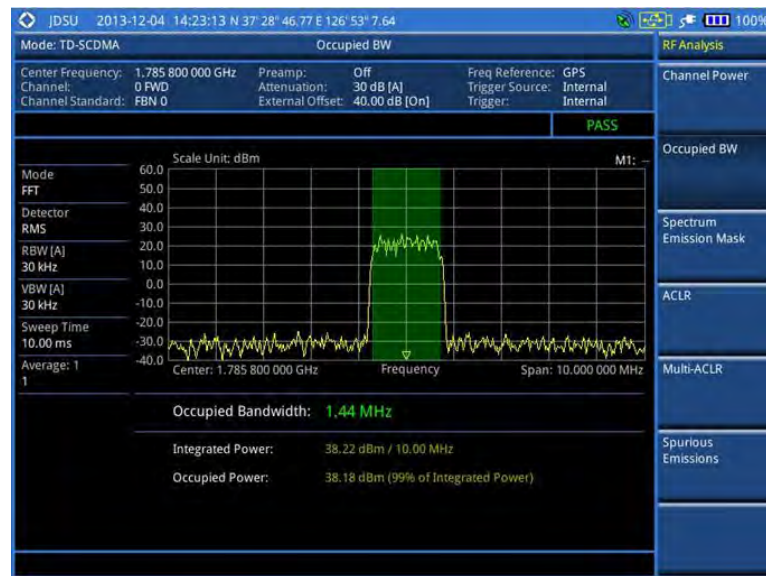 JDSU 2013-12-04 14:23:13 N 37° 28" 46.77 E 126° 53" 7.64 100%
Mode: TD-SCDMA Occupied BW RF Analysis
Center Frequency: 1.785 800 000 GHz Preamp: Off Freq Reference: GPS
Channel: 0 FWD Attenuation: 30 dB [A] Trigger Source: Internal
Channel Standard: FBN 0 External Offset: 40.00 dB [On] Trigger: Internal
Channel Power
PASS
Occupied BW
Scale Unit: dBm M1: --
Mode
FFT
Detector
RMS
RBW [A]
30 kHz
VBW [A]
30 kHz
Sweep Time
10.00 ms
Average: 1
1
60.0
50.0
40.0
30.0
20.0
10.0
0.0
-10.0
-20.0
-30.0
-40.0
Center: 1.785 800 000 GHz Frequency Span: 10.000 000 MHz
Spectrum
Emission Mask
ACLR
Multi-ACLR
Spurious
Emissions
Occupied Bandwidth: 1.44 MHz
Integrated Power: 38.22 dBm / 10.00 MHz
Occupied Power: 38.18 dBm (99% of Integrated Power)